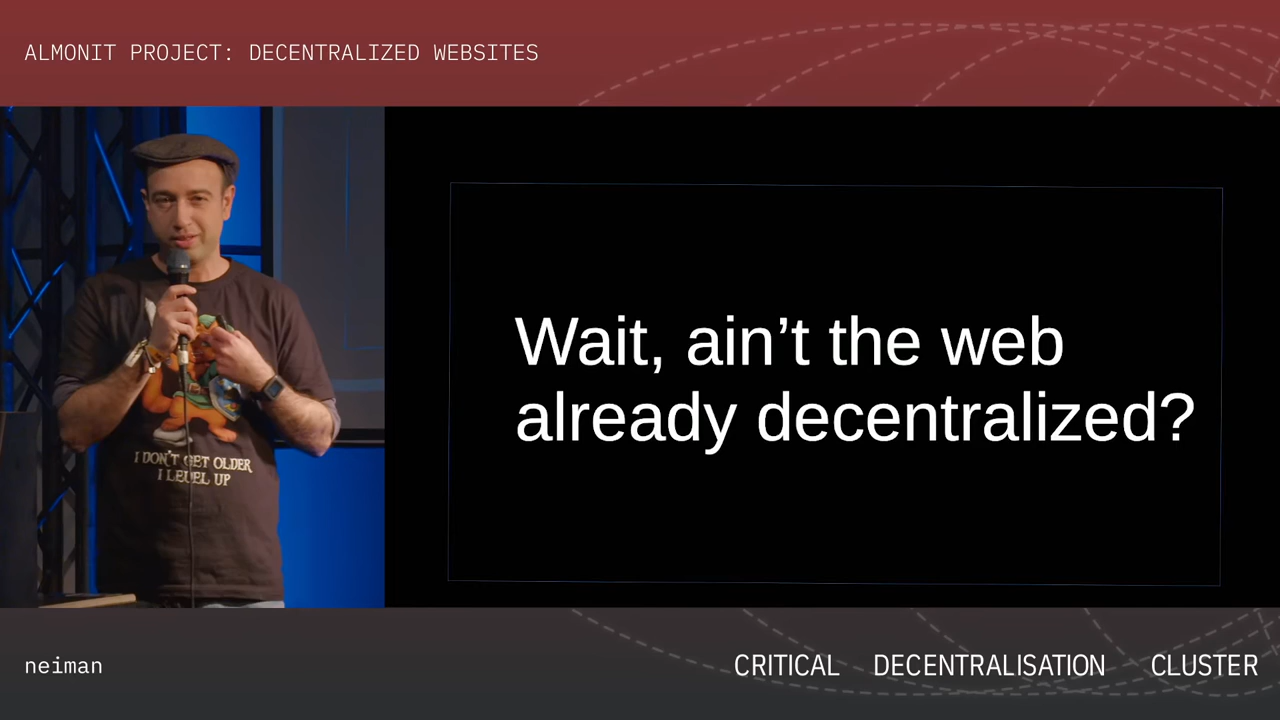 ALMONIT PROJECT: DECENTRALIZED WEBSITES
I DON'T GET OLDER
I LEVEL UP
Wait, ain’t the web
already decentralized?
neiman
CRITICAL DECENTRALISATION CLUSTER